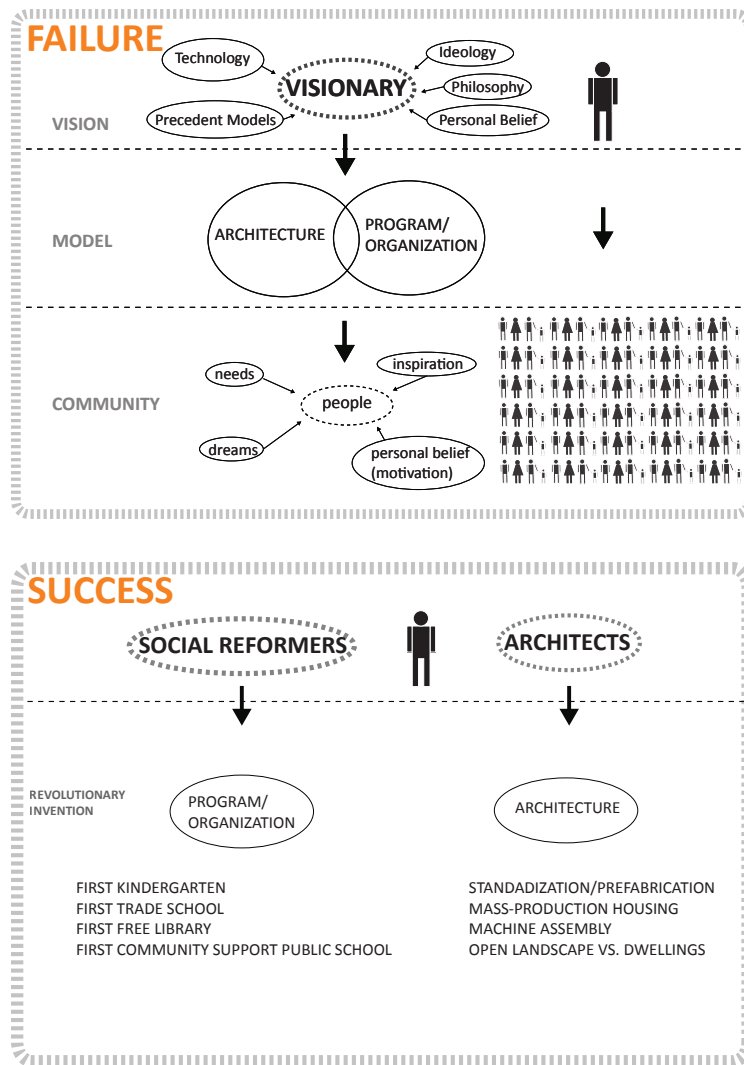 FAILURE
Technology
Ideology
VISIONARY
Philosophy
Precedent Models
Personal Belief
VISION
ARCHITECTURE
PROGRAM/
ORGANIZATION
MODEL
needs
inspiration
people
COMMUNITY
dreams
personal belief
(motivation)
SUCCESS
SOCIAL REFORMERS
ARCHITECTS
REVOLUTIONARY
INVENTION
PROGRAM/
ORGANIZATION
ARCHITECTURE
FIRST KINDERGARTEN
FIRST TRADE SCHOOL
FIRST FREE LIBRARY
FIRST COMMUNITY SUPPORT PUBLIC SCHOOL
STANDADIZATION/PREFABRICATION
MASS-PRODUCTION HOUSING
MACHINE ASSEMBLY
OPEN LANDSCAPE VS. DWELLINGS